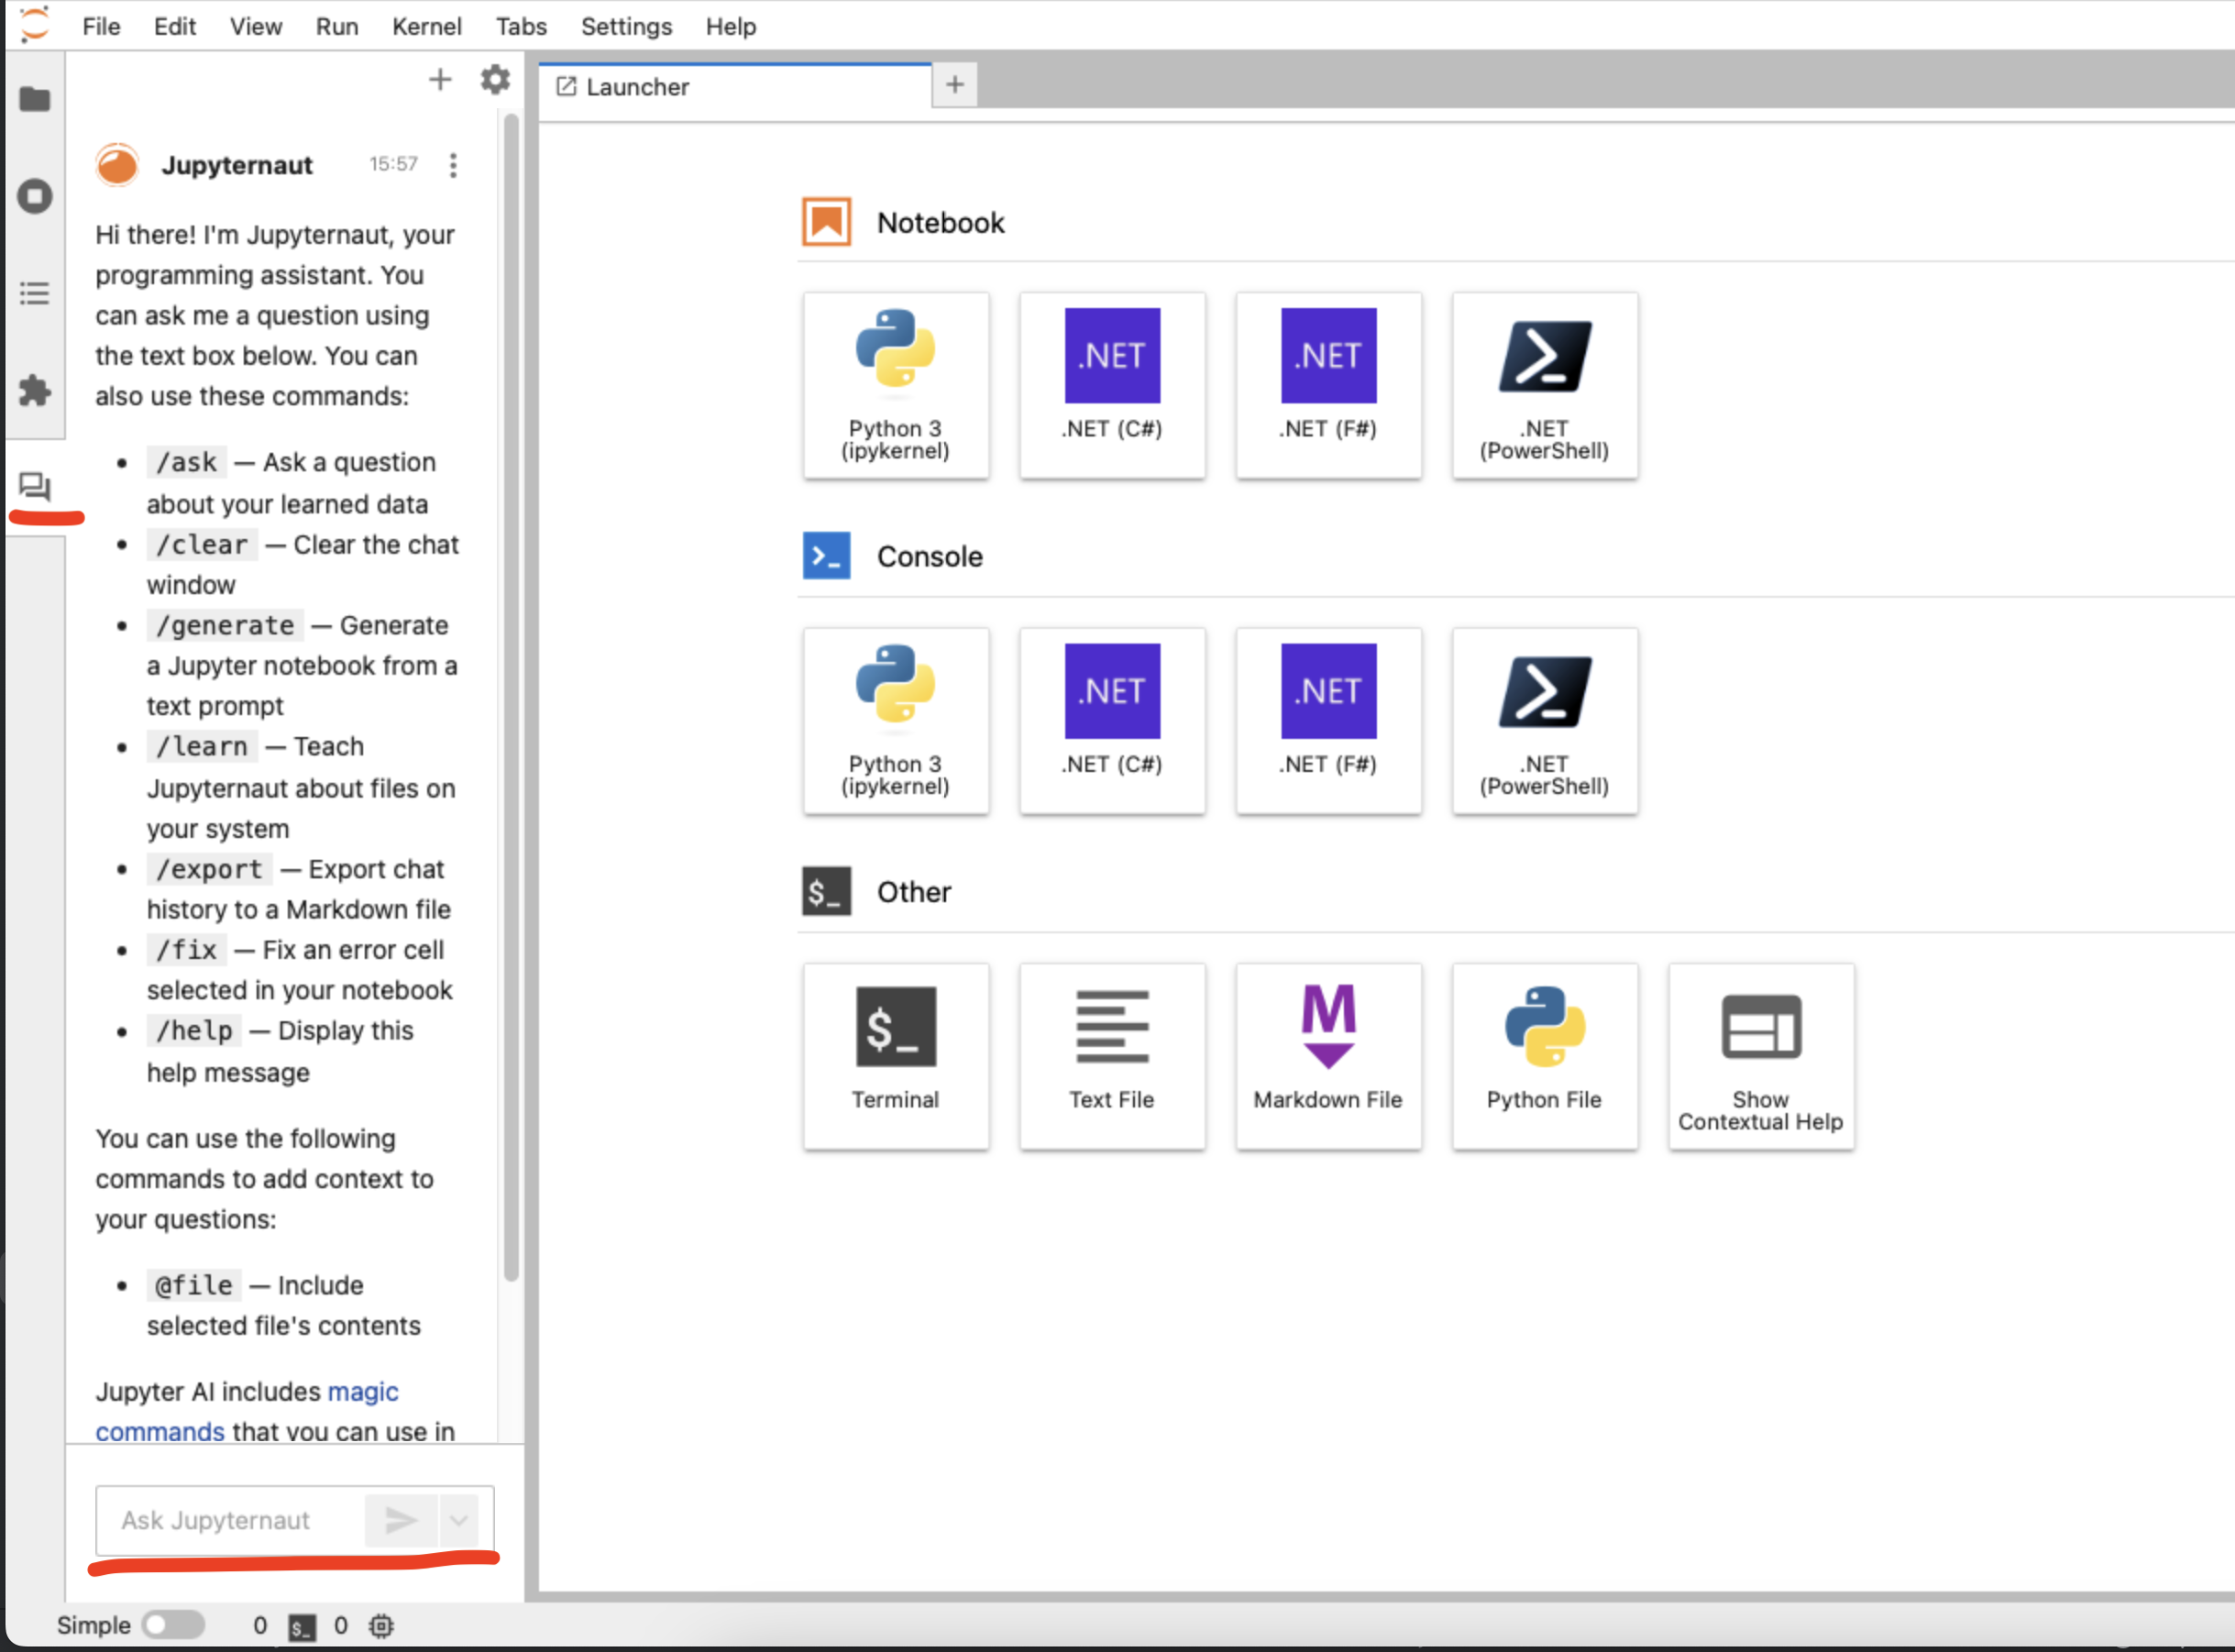 File Edit View Run Kernel Tabs Settings Help
Jupyternaut 15:57
Hi there! I'm Jupyternaut, your
programming assistant. You
can ask me a question using
the text box below. You can
also use these commands:
/ask — Ask a question
about your learned data
/clear — Clear the chat
window
/generate — Generate
a Jupyter notebook from a
text prompt
/learn — Teach
Jupyternaut about files on
your system
/export — Export chat
history to a Markdown file
/fix — Fix an error cell
selected in your notebook
/help — Display this
help message
You can use the following
commands to add context to
your questions:
@file — Include
selected file's contents
Jupyter AI includes magic
commands that you can use in
Ask Jupyternaut
Launcher
Notebook
.NET .NET
Python 3
(ipykernel)
.NET (C#)
.NET (F#)
.NET
(PowerShell)
Console
.NET .NET
Python 3
(ipykernel)
.NET (C#)
.NET (F#)
.NET
(PowerShell)
$_ Other
$_
M
Terminal
Text File
Markdown File
Python File
Show
Contextual Help
Simple 0 $_ 0